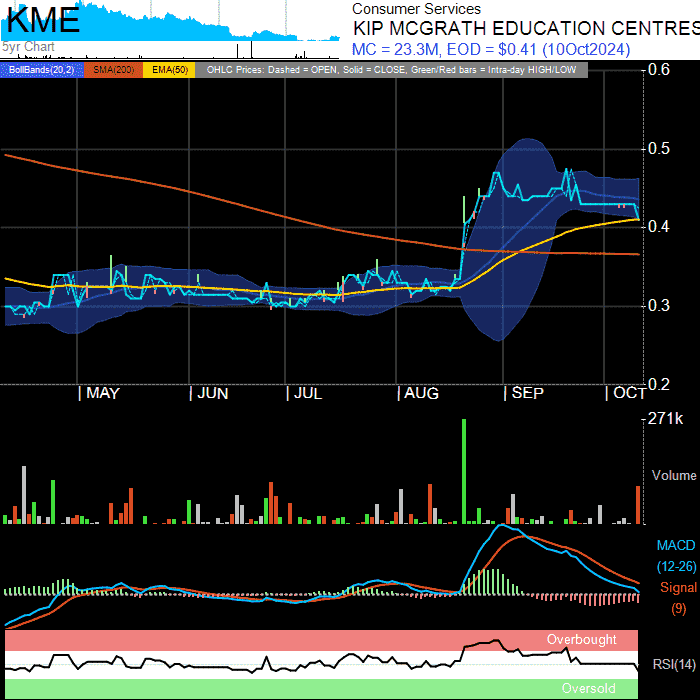 KME
Consumer Services
KIP MCGRATH EDUCATION CENTRES
MC = 23.3M, EOD = $0.41 (10Oct2024)
5yr Chart
BollBands(20,2) SMA(200) EMA(50) OHLC Prices: Dashed = OPEN, Solid = CLOSE, Green/Red bars = Intra-day HIGH/LOW
0.6
0.5
0.4
0.3
0.2
MAY JUN JUL AUG SEP OCT
271k
Volume
MACD
(12-26)
Signal
(9)
Overbought
RSI(14)
Oversold